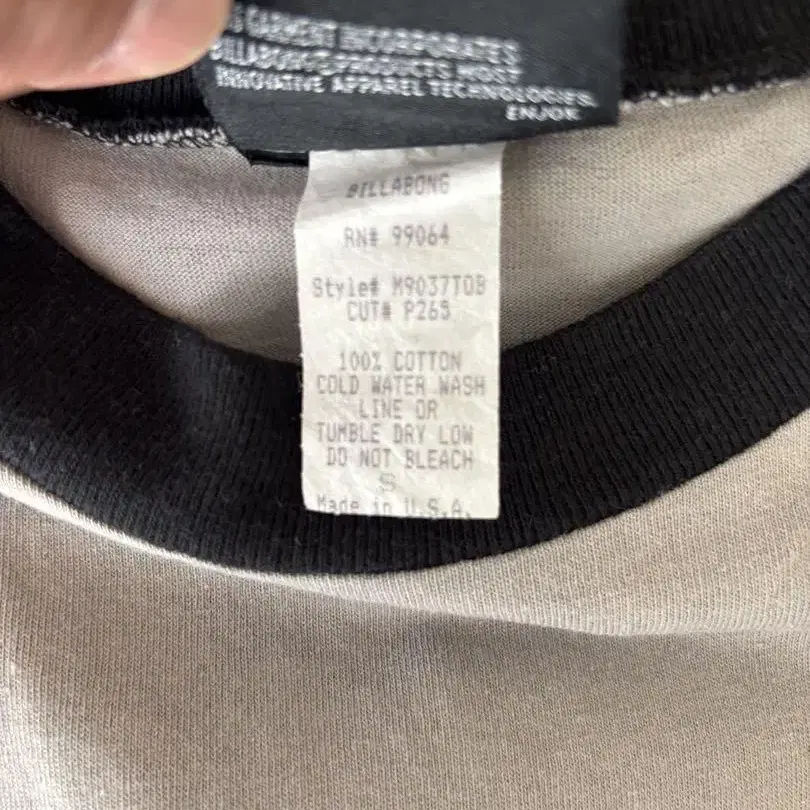 GARMENT INCORPORATES
BILLABONG PRODUCT'S MOST
INNOVATIVE APPAREL TECHNOLOGIES.
ENJOY.
BILLABONG
RN# 99064
Style# M9037TOB
CUT# P265
100% COTTON
COLD WATER WASH
LINE OR
TUMBLE DRY LOW
DO NOT BLEACH
S
Made in U.S.A.